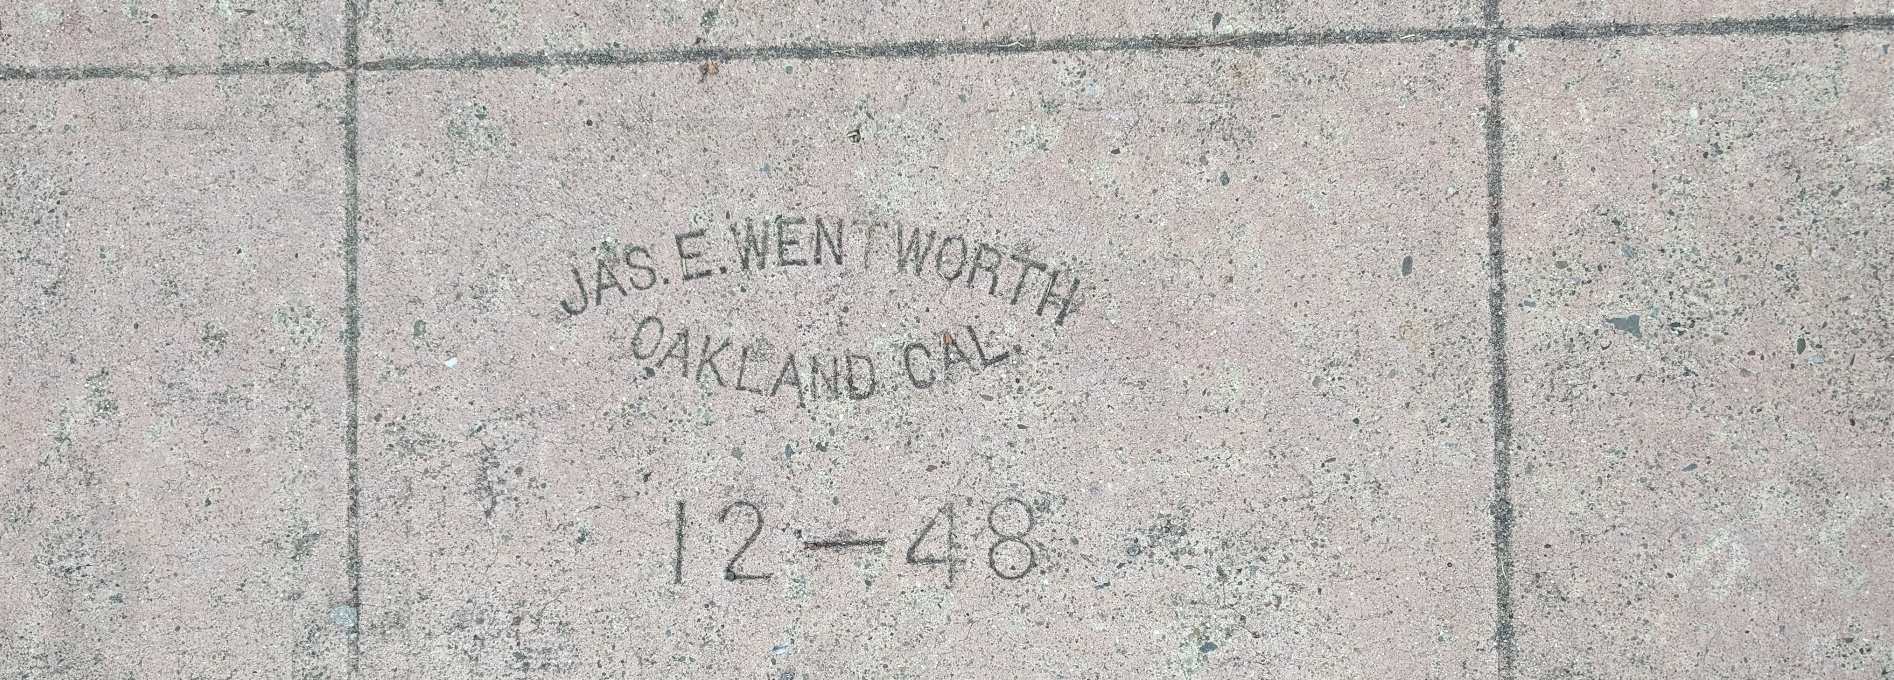 JAS. E. WENTWORTH
OAKLAND CAL.
12-48